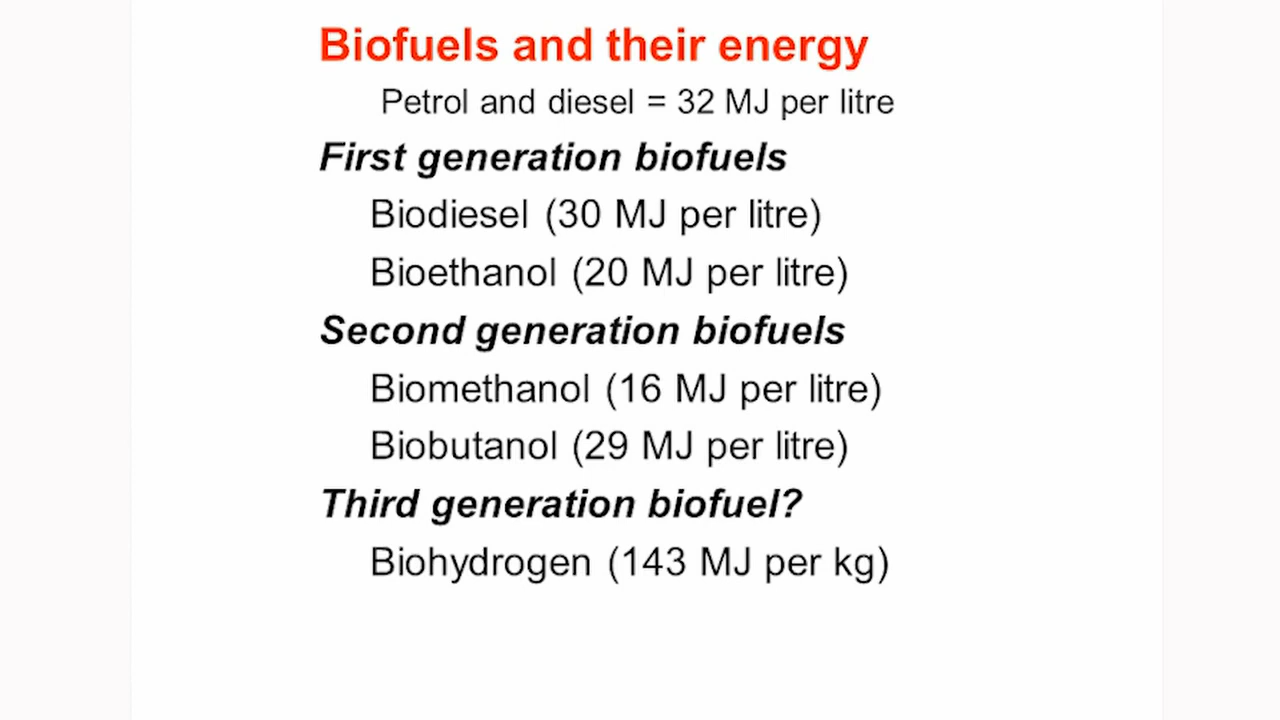 Biofuels and their energy
Petrol and diesel = 32 MJ per litre
First generation biofuels
Biodiesel (30 MJ per litre)
Bioethanol (20 MJ per litre)
Second generation biofuels
Biomethanol (16 MJ per litre)
Biobutanol (29 MJ per litre)
Third generation biofuel?
Biohydrogen (143 MJ per kg)